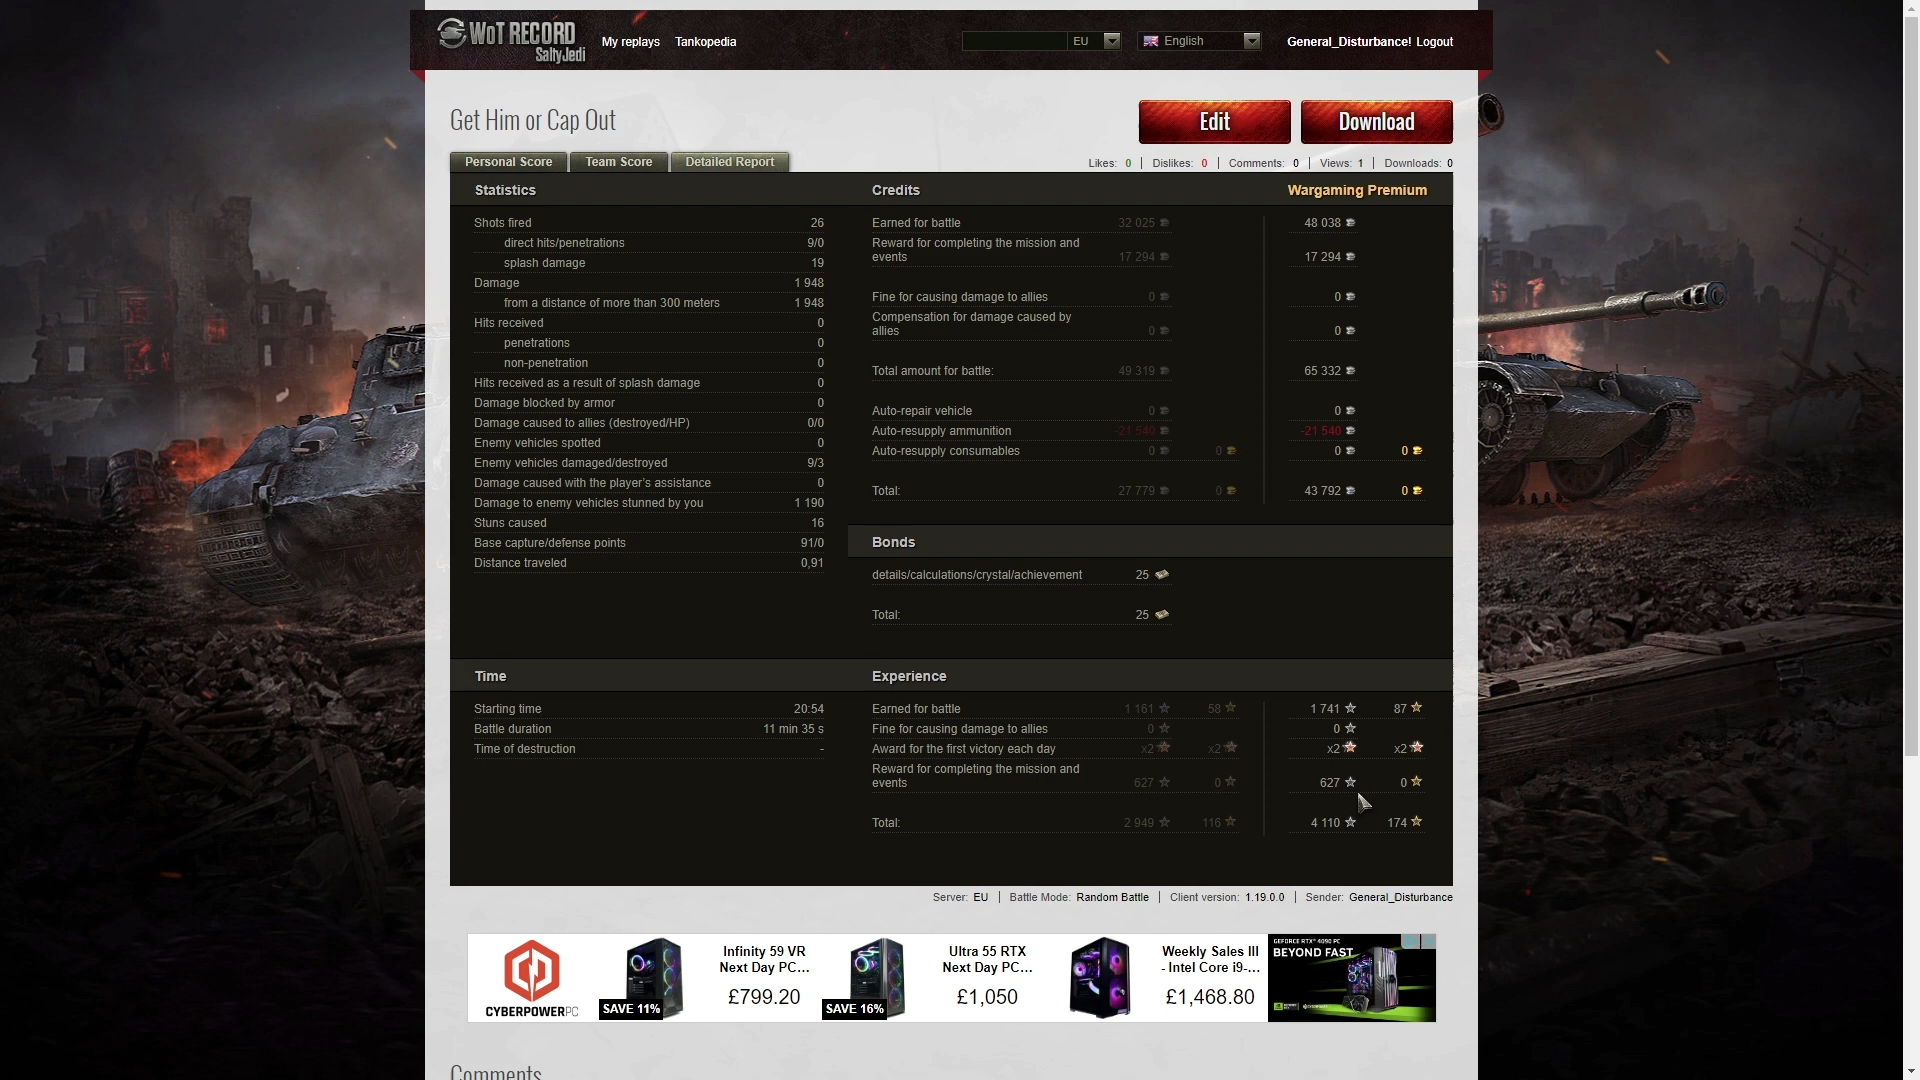 WoT RECORD
SaltyJedi
My replays
Tankopedia
EU
English
General_Disturbance! Logout
Get Him or Cap Out
Edit
Download
Personal Score
Team Score
Detailed Report
Likes: 0 | Dislikes: 0 | Comments: 0 | Views: 1 | Downloads: 0
Statistics
Shots fired 26
direct hits/penetrations 9/0
splash damage 19
Damage 1 948
from a distance of more than 300 meters 1 948
Hits received 0
penetrations 0
non-penetration 0
Hits received as a result of splash damage 0
Damage blocked by armor 0
Damage caused to allies (destroyed/HP) 0/0
Enemy vehicles spotted 0
Enemy vehicles damaged/destroyed 9/3
Damage caused with the player's assistance 0
Damage to enemy vehicles stunned by you 1 190
Stuns caused 16
Base capture/defense points 91/0
Distance traveled 0,91
Credits Wargaming Premium
Earned for battle 32 025 48 038
Reward for completing the mission and
events 17 294 17 294
Fine for causing damage to allies 0 0
Compensation for damage caused by
allies 0 0
Total amount for battle: 49 319 65 332
Auto-repair vehicle 0 0
Auto-resupply ammunition -21 540 -21 540
Auto-resupply consumables 0 0 0 0
Total: 27 779 0 43 792 0
Bonds
details/calculations/crystal/achievement 25
Total: 25
Time
Starting time 20:54
Battle duration 11 min 35 s
Time of destruction -
Experience
Earned for battle 1 161 58 1 741 87
Fine for causing damage to allies 0 0
Award for the first victory each day x2 x2 x2 x2
Reward for completing the mission and
events 627 0 627 0
Total: 2 949 116 4 110 174
Server: EU | Battle Mode: Random Battle | Client version: 1.19.0.0 | Sender: General_Disturbance
CYBERPOWERPC
SAVE 11%
Infinity 59 VR
Next Day PC...
£799.20
SAVE 16%
Ultra 55 RTX
Next Day PC...
£1,050
Weekly Sales III
- Intel Core i9-...
£1,468.80
GEFORCE RTX® 4090 PC
BEYOND FAST
Comments